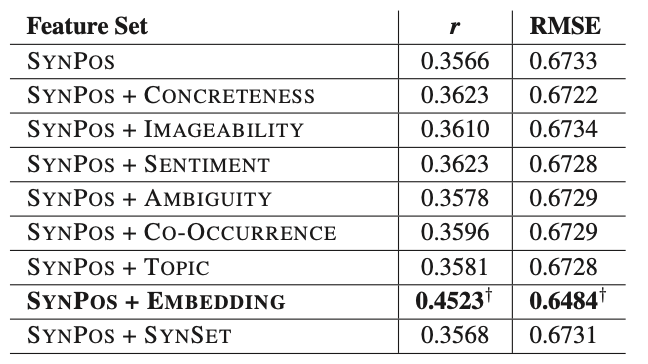 Feature Set r RMSE
SYNPOS 0.3566 0.6733
SYNPOS + CONCRETENESS 0.3623 0.6722
SYNPOS + IMAGEABILITY 0.3610 0.6734
SYNPOS + SENTIMENT 0.3623 0.6728
SYNPOS + AMBIGUITY 0.3578 0.6729
SYNPOS + CO-OCCURRENCE 0.3596 0.6729
SYNPOS + TOPIC 0.3581 0.6728
SYNPOS + EMBEDDING 0.4523† 0.6484†
SYNPOS + SYNSET 0.3568 0.6731